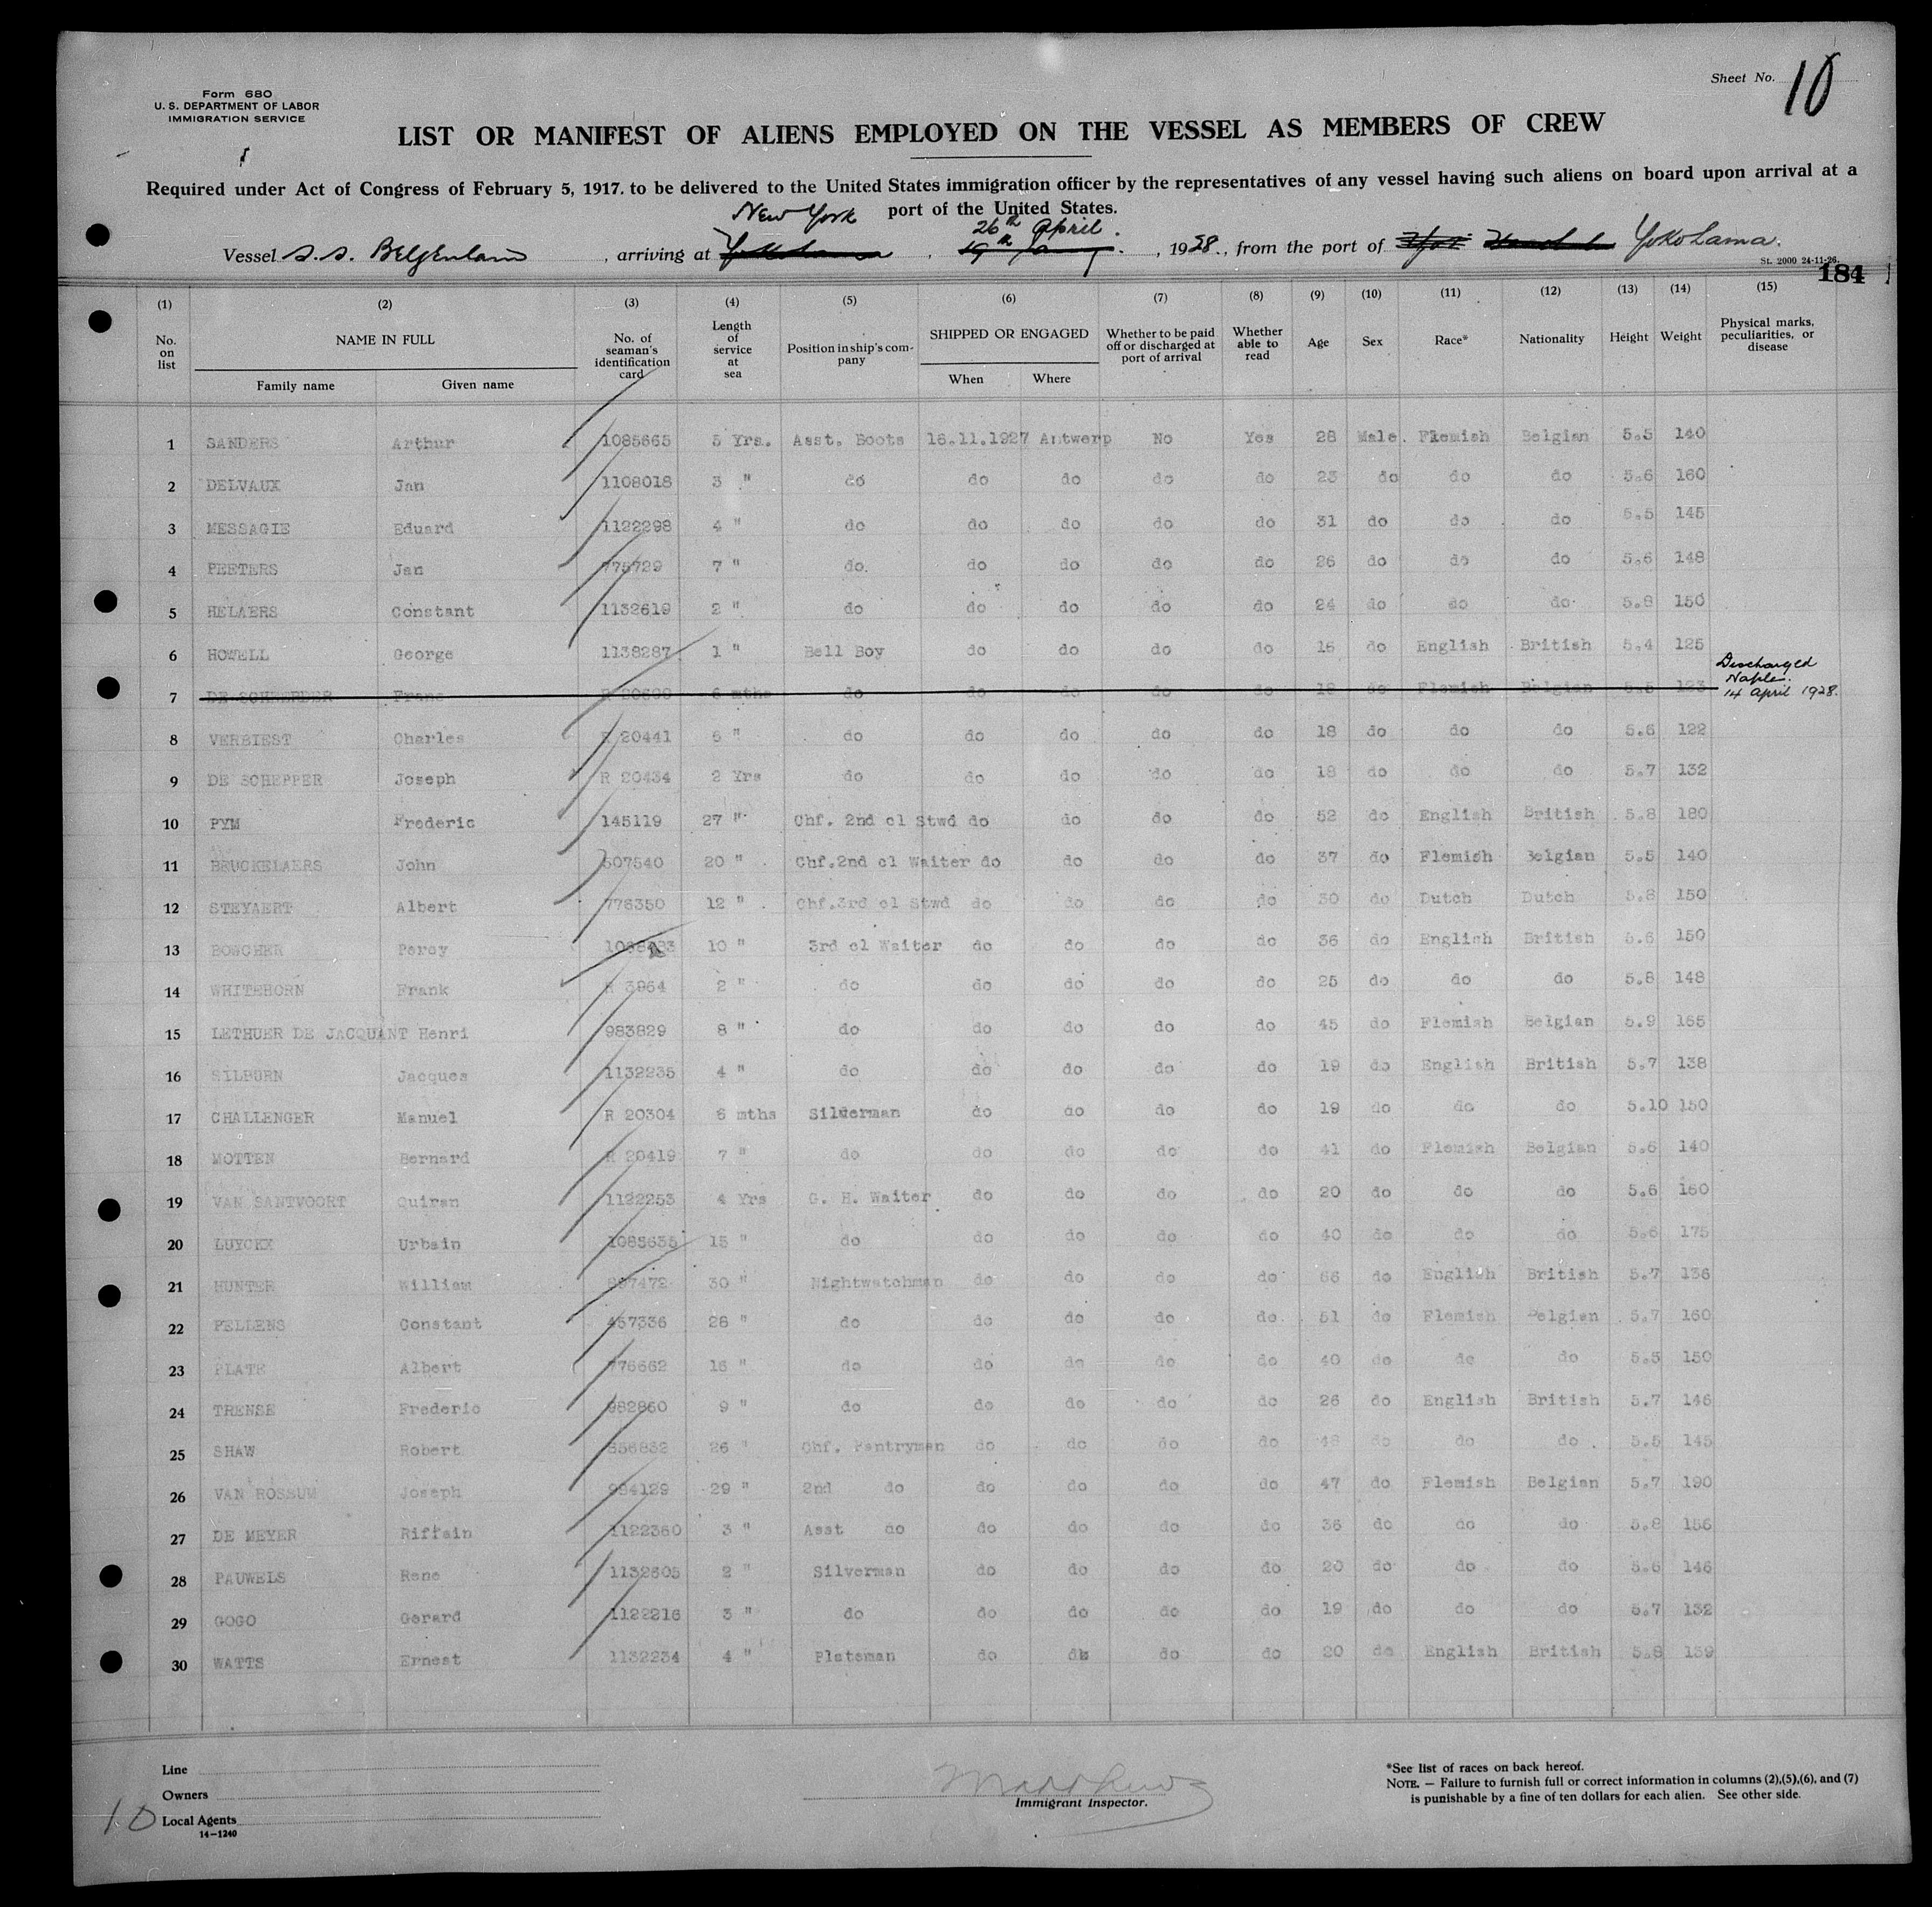 Sheet No. 10
Form 680
U. S. DEPARTMENT OF LABOR
IMMIGRATION SERVICE
LIST OR MANIFEST OF ALIENS EMPLOYED ON THE VESSEL AS MEMBERS OF CREW
Required under Act of Congress of February 5, 1917. to be delivered to the United States immigration officer by the representatives of any vessel having such aliens on board upon arrival at a
port of the United States.
New York 26th April.
Vessel S.S. Belgenland, arriving at , 19th , 1928., from the port of Yokohama.
St. 2000 24-11-26.
184
(1) (2) (3) (4) (5) (6) (7) (8) (9) (10) (11) (12) (13) (14) (15)
No. on list NAME IN FULL Family name Given name No. of seaman's identification card Length of service at sea Position in ship's company SHIPPED OR ENGAGED When Where Whether to be paid off or discharged at port of arrival Whether able to read Age Sex Race* Nationality Height Weight Physical marks, peculiarities, or disease
1 SANDERS Arthur 1085665 5 Yrs. Asst. Boots 18.11.1927 Antwerp No Yes 28 Male. Flemish Belgian 5.5 140
2 DELVAUX Jan 1108018 3 " do do do do do 23 do do do 5.6 160
3 MESSAGIE Eduard 1122298 4 " do do do do do 31 do do do 5.5 145
4 PEETERS Jan 775729 7 " do. do do do do 26 do do do 5.6 148
5 HELAERS Constant 1132619 2 " do do do do do 24 do do do 5.8 150
6 HOWELL George 1138287 1 " Bell Boy do do do do 16 do English British 5.4 125
7 DE SCHEERDER Frans R 20600 6 mths do do do do do 19 do Flemish Belgian 5.5 123 Discharged Naples. 14 April 1928.
8 VERBIEST Charles R 20441 6 " do do do do do 18 do do do 5.6 122
9 DE SCHEPPER Joseph R 20434 2 Yrs do do do do do 18 do do do 5.7 132
10 PYM Frederic 145119 27 " Chf. 2nd cl Stwd do do do do 52 do English British 5.8 180
11 BEUCKELAERS John 507540 20 " Chf.2nd cl Waiter do do do do 37 do Flemish Belgian 5.5 140
12 STEYAERT Albert 776350 12 " Chf.3rd cl Stwd do do do do 30 do Dutch Dutch 5.8 150
13 BOWCHER Percy 10 " 3rd cl Waiter do do do do 36 do English British 5.6 150
14 WHITEHORN Frank R 3964 2 " do do do do do 25 do do do 5.8 148
15 LETHUER DE JACQUANT Henri 983829 8 " do do do do do 45 do Flemish Belgian 5.9 165
16 SILBURN Jacques 1132235 4 " do do do do do 19 do English British 5.7 138
17 CHALLENGER Manuel R 20304 6 mths Silverman do do do do 19 do do do 5.10 150
18 MOTTEN Bernard R 20419 7 " do do do do do 41 do Flemish Belgian 5.6 140
19 VAN SANTVOORT Quiran 1122253 4 Yrs G. H. Waiter do do do do 20 do do do 5.6 160
20 LUYCKX Urbain 1085635 15 " do do do do do 40 do do do 5.6 175
21 HUNTER William 897472 30 " Nightwatchman do do do do 66 do English British 5.7 136
22 PELLENS Constant 457336 28 " do do do do do. 51 do Flemish Belgian 5.7 160
23 PLATE Albert 776662 16 " do do do do do 40 do do do 5.5 150
24 TRENSE Frederic 982860 9 " do do do do do 26 do English British 5.7 146
25 SHAW Robert 856832 26 " Chf. Pantryman do do do do 48 do do do 5.5 145
26 VAN ROSSUM Joseph 984129 29 " 2nd do do do do do 47 do Flemish Belgian 5.7 190
27 DE MEYER Riffain 1122360 3 " Asst do do do do do 36 do do do 5.8 156
28 PAUWELS Rene 1132605 2 " Silverman do do do do 20 do do do 5.6 146
29 GOGO Gerard 1122216 3 " do do do do do 19 do do do 5.7 132
30 WATTS Ernest 1132234 4 " Plateman do do do do 20 do English British 5.8 139
Line
Owners
Local Agents
14-1240
10
Immigrant Inspector.
*See list of races on back hereof.
NOTE. — Failure to furnish full or correct information in columns (2),(5),(6), and (7)
is punishable by a fine of ten dollars for each alien. See other side.